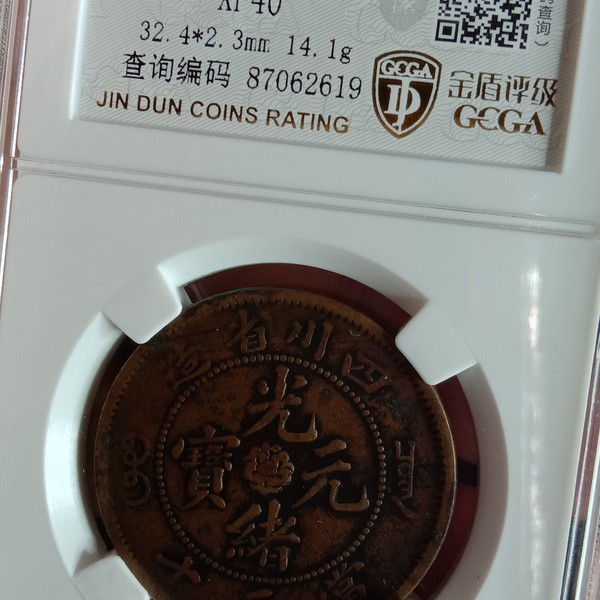 XF40
32.4*2.3mm 14.1g
查询编码 87062619
JIN DUN COINS RATING
GCGA
金盾评级
GCGA
四川省造
光緒元寶